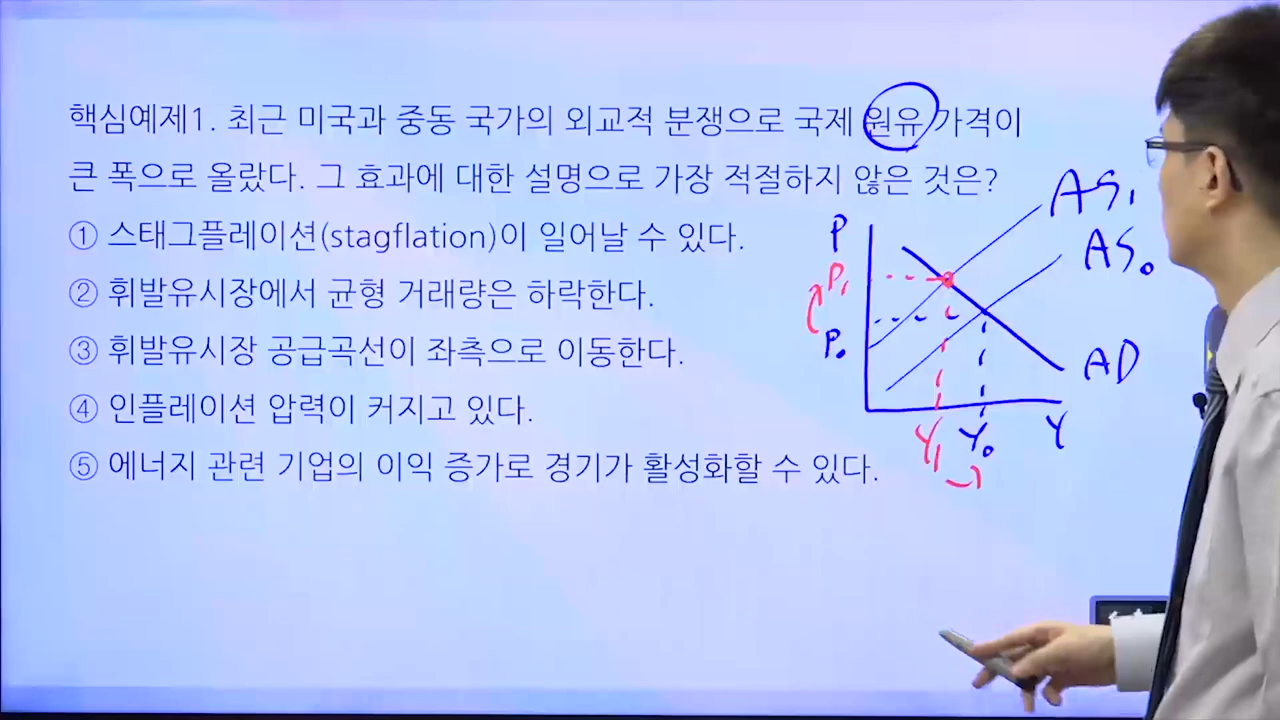 핵심예제1. 최근 미국과 중동 국가의 외교적 분쟁으로 국제 원유 가격이
큰 폭으로 올랐다. 그 효과에 대한 설명으로 가장 적절하지 않은 것은?
① 스태그플레이션(stagflation)이 일어날 수 있다.
② 휘발유시장에서 균형 거래량은 하락한다.
③ 휘발유시장 공급곡선이 좌측으로 이동한다.
④ 인플레이션 압력이 커지고 있다.
⑤ 에너지 관련 기업의 이익 증가로 경기가 활성화할 수 있다.
AS₁
P
AS₀
P₁
P₀
AD
Y₁ Y₀ Y